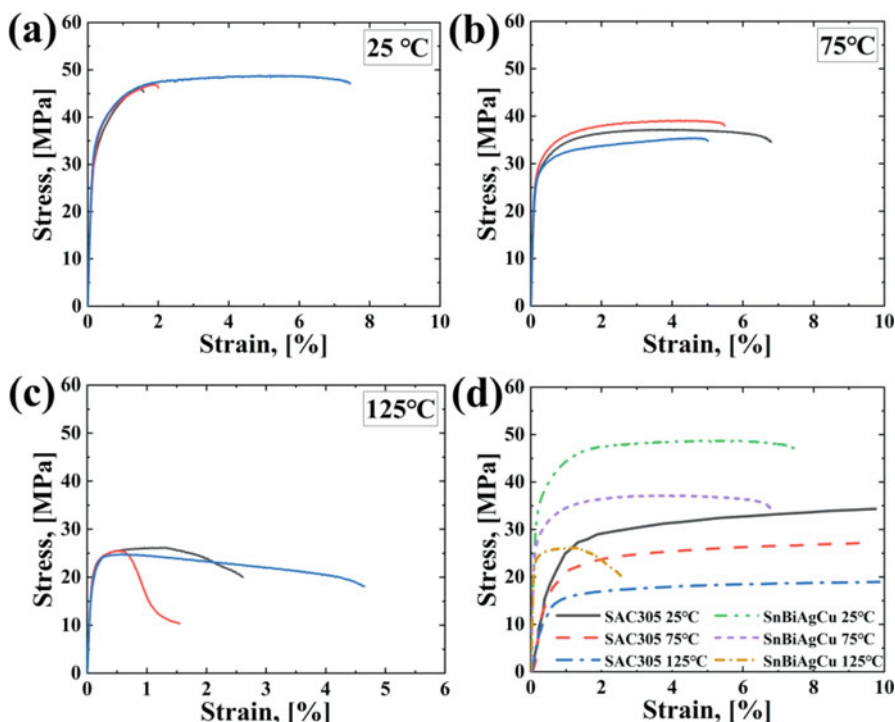 (a)
25 ℃
60
50
40
30
20
10
0
Stress, [MPa]
0 2 4 6 8 10
Strain, [%]
(b)
75℃
60
50
40
30
20
10
0
Stress, [MPa]
0 2 4 6 8 10
Strain, [%]
(c)
125℃
60
50
40
30
20
10
0
Stress, [MPa]
0 1 2 3 4 5 6
Strain, [%]
(d)
60
50
40
30
20
10
0
Stress, [MPa]
SAC305 25℃ SnBiAgCu 25℃
SAC305 75℃ SnBiAgCu 75℃
SAC305 125℃ SnBiAgCu 125℃
0 2 4 6 8 10
Strain, [%]